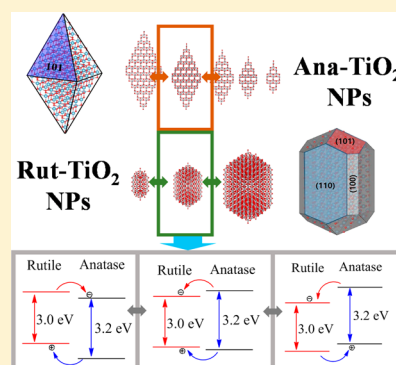 101
Ana-TiO2
NPs
Rut-TiO2
NPs
(101)
(110)
(100)
Rutile Anatase
⊖
3.0 eV
3.2 eV
⊕
Rutile Anatase
⊖
3.0 eV
3.2 eV
⊕
Rutile Anatase
⊖
3.0 eV
3.2 eV
⊕